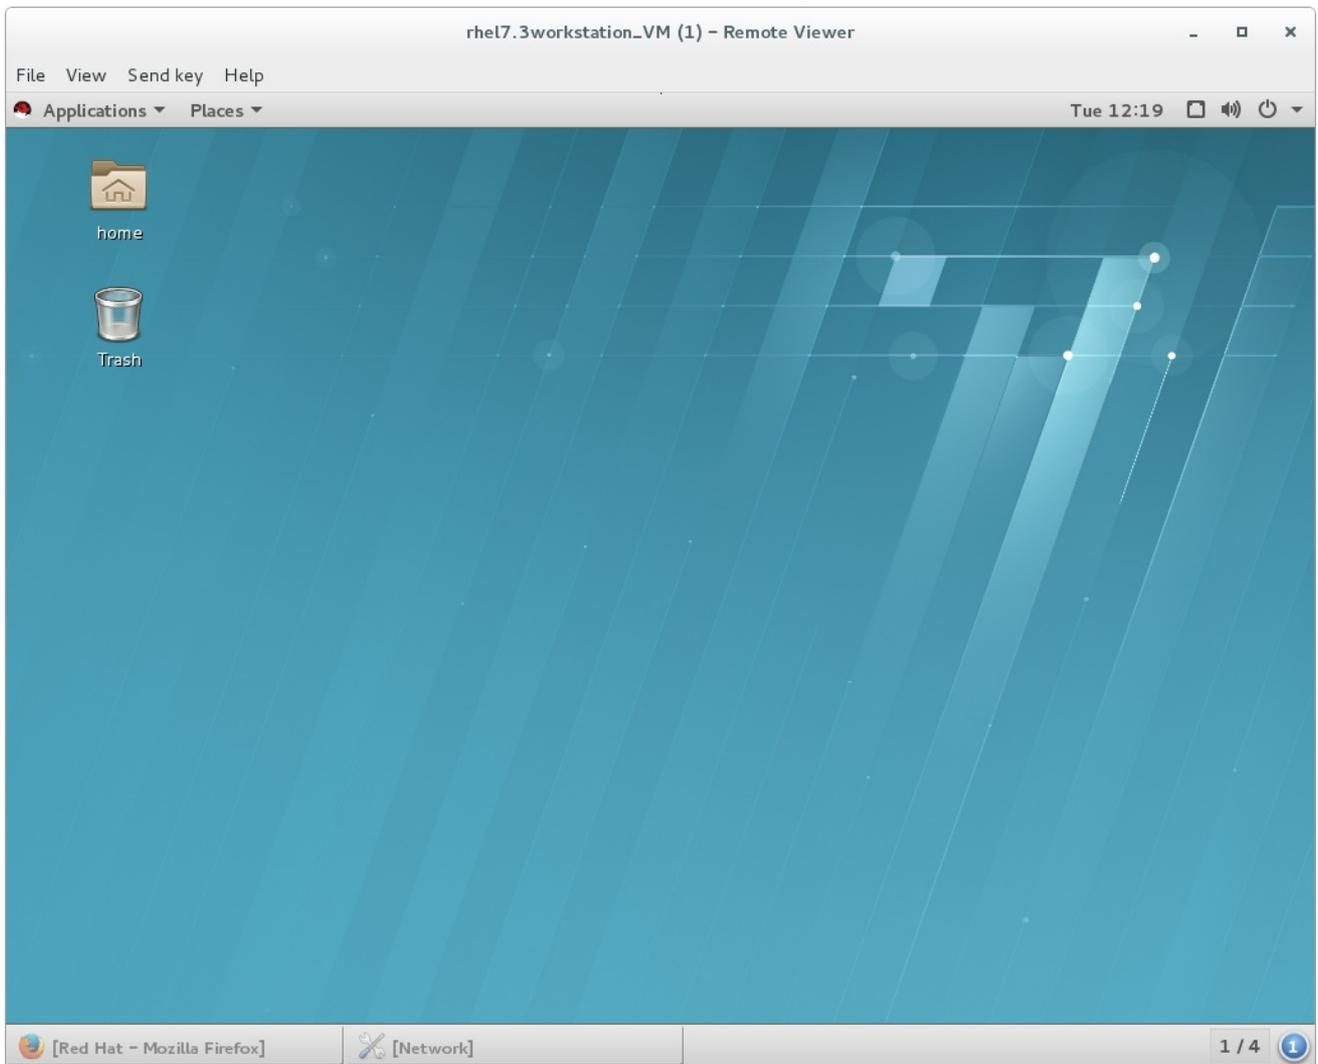 rhel7.3workstation_VM (1) – Remote Viewer
File View Send key Help
Applications Places Tue 12:19
home
Trash
[Red Hat – Mozilla Firefox] [Network] 1 / 4 1